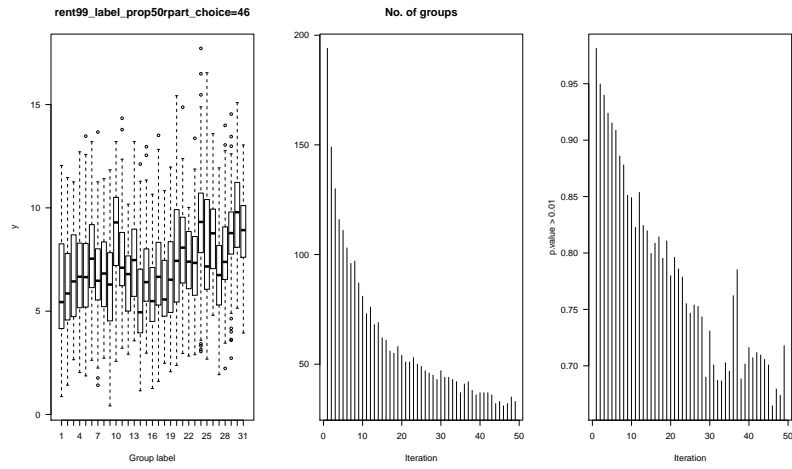 rent99_label_prop50rpart_choice=46
No. of groups
15
10
5
0
y
1 4 7 10 13 16 19 22 25 28 31
Group label
200
150
100
50
0 10 20 30 40 50
Iteration
0.95
0.90
0.85
0.80
0.75
0.70
p.value > 0.01
0 10 20 30 40 50
Iteration